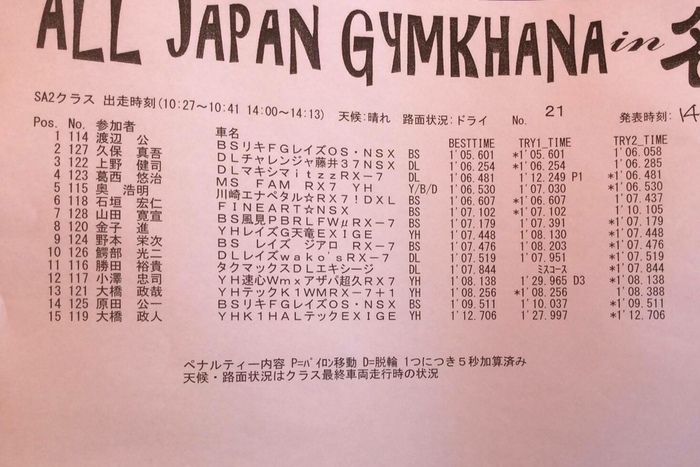 ALL JAPAN GYMKHANA in
SA2クラス 出走時刻(10:27～10:41 14:00～14:13) 天候:晴れ 路面状況:ドライ No. 21 発表時刻: 14
Pos. No. 参加者 車名 BESTTIME TRY1_TIME TRY2_TIME
1 114 渡辺 公 BSリキFGレイズOS・NSX BS 1'05.601 *1'05.601 1'06.058
2 127 久保 真吾 DLチャレンジャ藤井37NSX DL 1'06.254 *1'06.254 1'06.285
3 122 上野 健司 DLマキシマitzzRX-7 DL 1'06.481 1'12.249 P1 *1'06.481
4 123 葛西 悠治 MS FAM RX7 YH Y/B/D 1'06.530 1'07.030 *1'06.530
5 115 奥 浩明 川崎エナペタル☆RX7!DXL BS 1'06.607 *1'06.607 1'07.437
6 118 石垣 宏仁 FINEART☆NSX BS 1'07.102 *1'07.102 1'10.105
7 128 山田 寛宣 BS風見PBRLFWμRX-7 BS 1'07.179 1'07.391 *1'07.179
8 120 金子 進 YHレイズG天竜EXIGE YH 1'07.448 1'08.130 *1'07.448
9 124 野本 栄次 BS レイズ ジアロ RX-7 BS 1'07.476 1'08.203 *1'07.476
10 126 鰐部 光二 DLレイズwako'sRX-7 DL 1'07.519 1'07.951 *1'07.519
11 116 勝田 裕貴 タクマックスDLエキシージ DL 1'07.844 ﾐｽｺｰｽ *1'07.844
12 117 小澤 忠司 YH速心Wmxアザパ超久RX7 YH 1'08.138 1'29.965 D3 *1'08.138
13 121 大橋 政哉 YHテックK1WMRX-7+1 YH 1'08.256 *1'08.256 1'08.388
14 125 原田 公一 BSリキFGレイズOS・NSX BS 1'09.511 1'10.037 *1'09.511
15 119 大橋 政人 YHK1HALテックEXIGE YH 1'12.706 1'27.997 *1'12.706
ペナルティー内容 P=ﾊﾟｲﾛﾝ移動 D=脱輪 1つにつき5秒加算済み
天候・路面状況はクラス最終車両走行時の状況